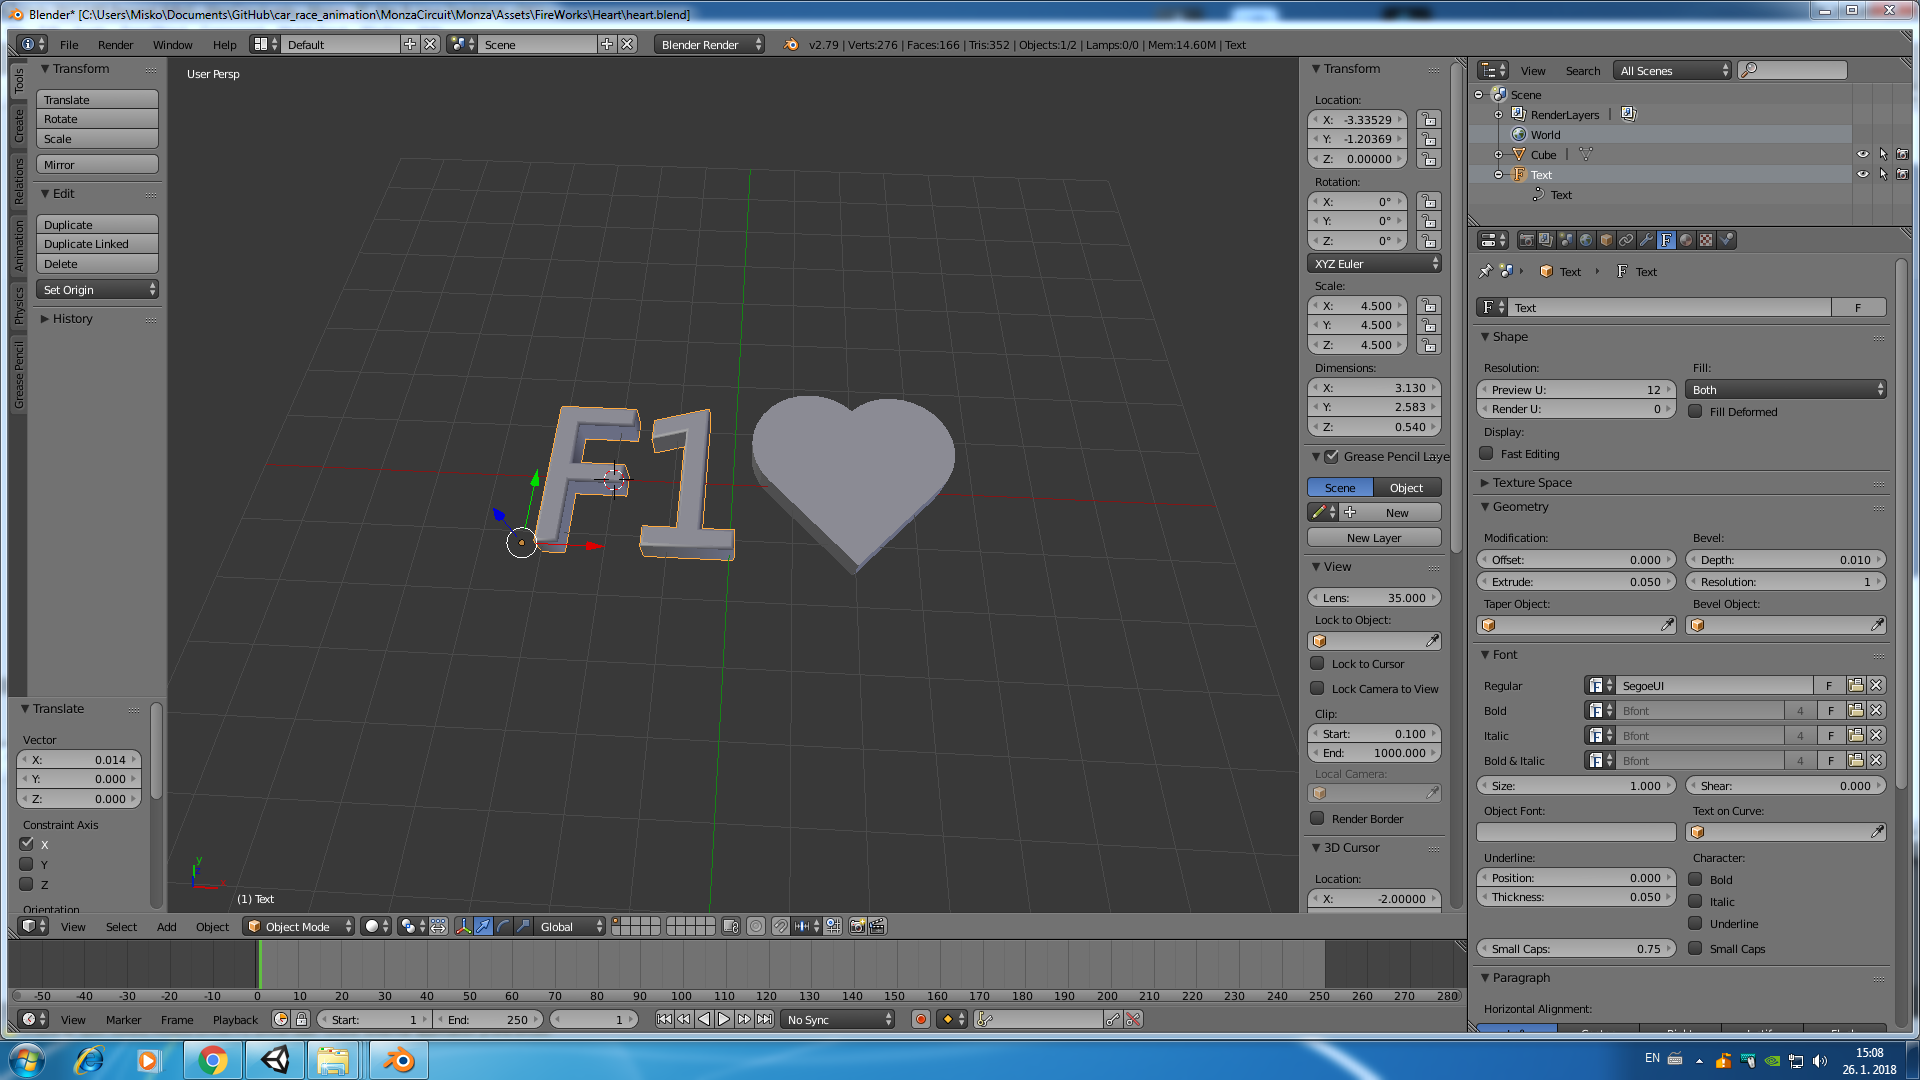 Blender* [C:\Users\Misko\Documents\GitHub\car_race_animation\MonzaCircuit\Monza\Assets\FireWorks\Heart\heart.blend]
File Render Window Help Default Scene Blender Render v2.79 | Verts:276 | Faces:166 | Tris:352 | Objects:1/2 | Lamps:0/0 | Mem:14.60M | Text
Tools
Create
Relations
Animation
Physics
Grease Pencil
Transform
Translate
Rotate
Scale
Mirror
Edit
Duplicate
Duplicate Linked
Delete
Set Origin
History
Translate
Vector
X: 0.014
Y: 0.000
Z: 0.000
Constraint Axis
X
Y
Z
Orientation
User Persp
F1
y
z
x
(1) Text
Transform
Location:
X: -3.33529
Y: -1.20369
Z: 0.00000
Rotation:
X: 0°
Y: 0°
Z: 0°
XYZ Euler
Scale:
X: 4.500
Y: 4.500
Z: 4.500
Dimensions:
X: 3.130
Y: 2.583
Z: 0.540
Grease Pencil Laye
Scene Object
New
New Layer
View
Lens: 35.000
Lock to Object:
Lock to Cursor
Lock Camera to View
Clip:
Start: 0.100
End: 1000.000
Local Camera:
Render Border
3D Cursor
Location:
X: -2.00000
View Search All Scenes
Scene
RenderLayers |
World
Cube |
Text
Text
Text Text
F Text F
Shape
Resolution: Fill:
Preview U: 12 Both
Render U: 0 Fill Deformed
Display:
Fast Editing
Texture Space
Geometry
Modification: Bevel:
Offset: 0.000 Depth: 0.010
Extrude: 0.050 Resolution: 1
Taper Object: Bevel Object:
Font
Regular SegoeUI F
Bold Bfont 4 F
Italic Bfont 4 F
Bold & Italic Bfont 4 F
Size: 1.000 Shear: 0.000
Object Font: Text on Curve:
Underline: Character:
Position: 0.000 Bold
Thickness: 0.050 Italic
Underline
Small Caps: 0.75 Small Caps
Paragraph
Horizontal Alignment:
View Select Add Object Object Mode Global
-50 -40 -30 -20 -10 0 10 20 30 40 50 60 70 80 90 100 110 120 130 140 150 160 170 180 190 200 210 220 230 240 250 260 270 280
View Marker Frame Playback Start: 1 End: 250 1 No Sync
EN 15:08
26. 1. 2018